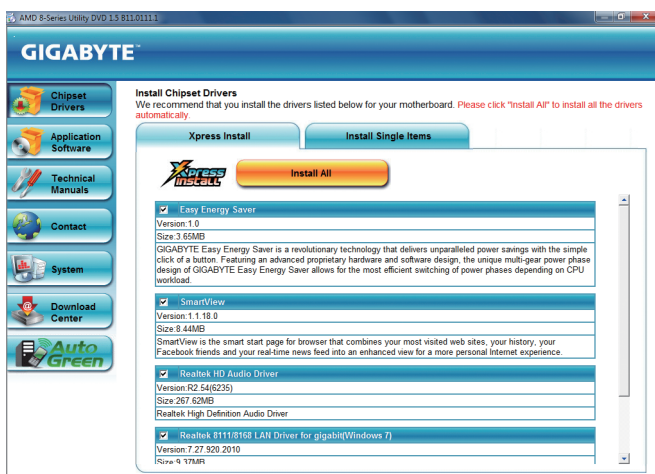 AMD 8-Series Utility DVD 1.5 B11.0111.1
GIGABYTE™
Chipset
Drivers
Application
Software
Technical
Manuals
Contact
System
Download
Center
Auto
Green
Install Chipset Drivers
We recommend that you install the drivers listed below for your motherboard. Please click "Install All" to install all the drivers
automatically.
Xpress Install
Install Single Items
Xpress
INSTALL
Install All
Easy Energy Saver
Version:1.0
Size:3.65MB
GIGABYTE Easy Energy Saver is a revolutionary technology that delivers unparalleled power savings with the simple
click of a button. Featuring an advanced proprietary hardware and software design, the unique multi-gear power phase
design of GIGABYTE Easy Energy Saver allows for the most efficient switching of power phases depending on CPU
workload.
SmartView
Version:1.1.18.0
Size:8.44MB
SmartView is the smart start page for browser that combines your most visited web sites, your history, your
Facebook friends and your real-time news feed into an enhanced view for a more personal Internet experience.
Realtek HD Audio Driver
Version:R2.54(6235)
Size:267.62MB
Realtek High Definition Audio Driver
Realtek 8111/8168 LAN Driver for gigabit(Windows 7)
Version:7.27.920.2010
Size:9.37MB